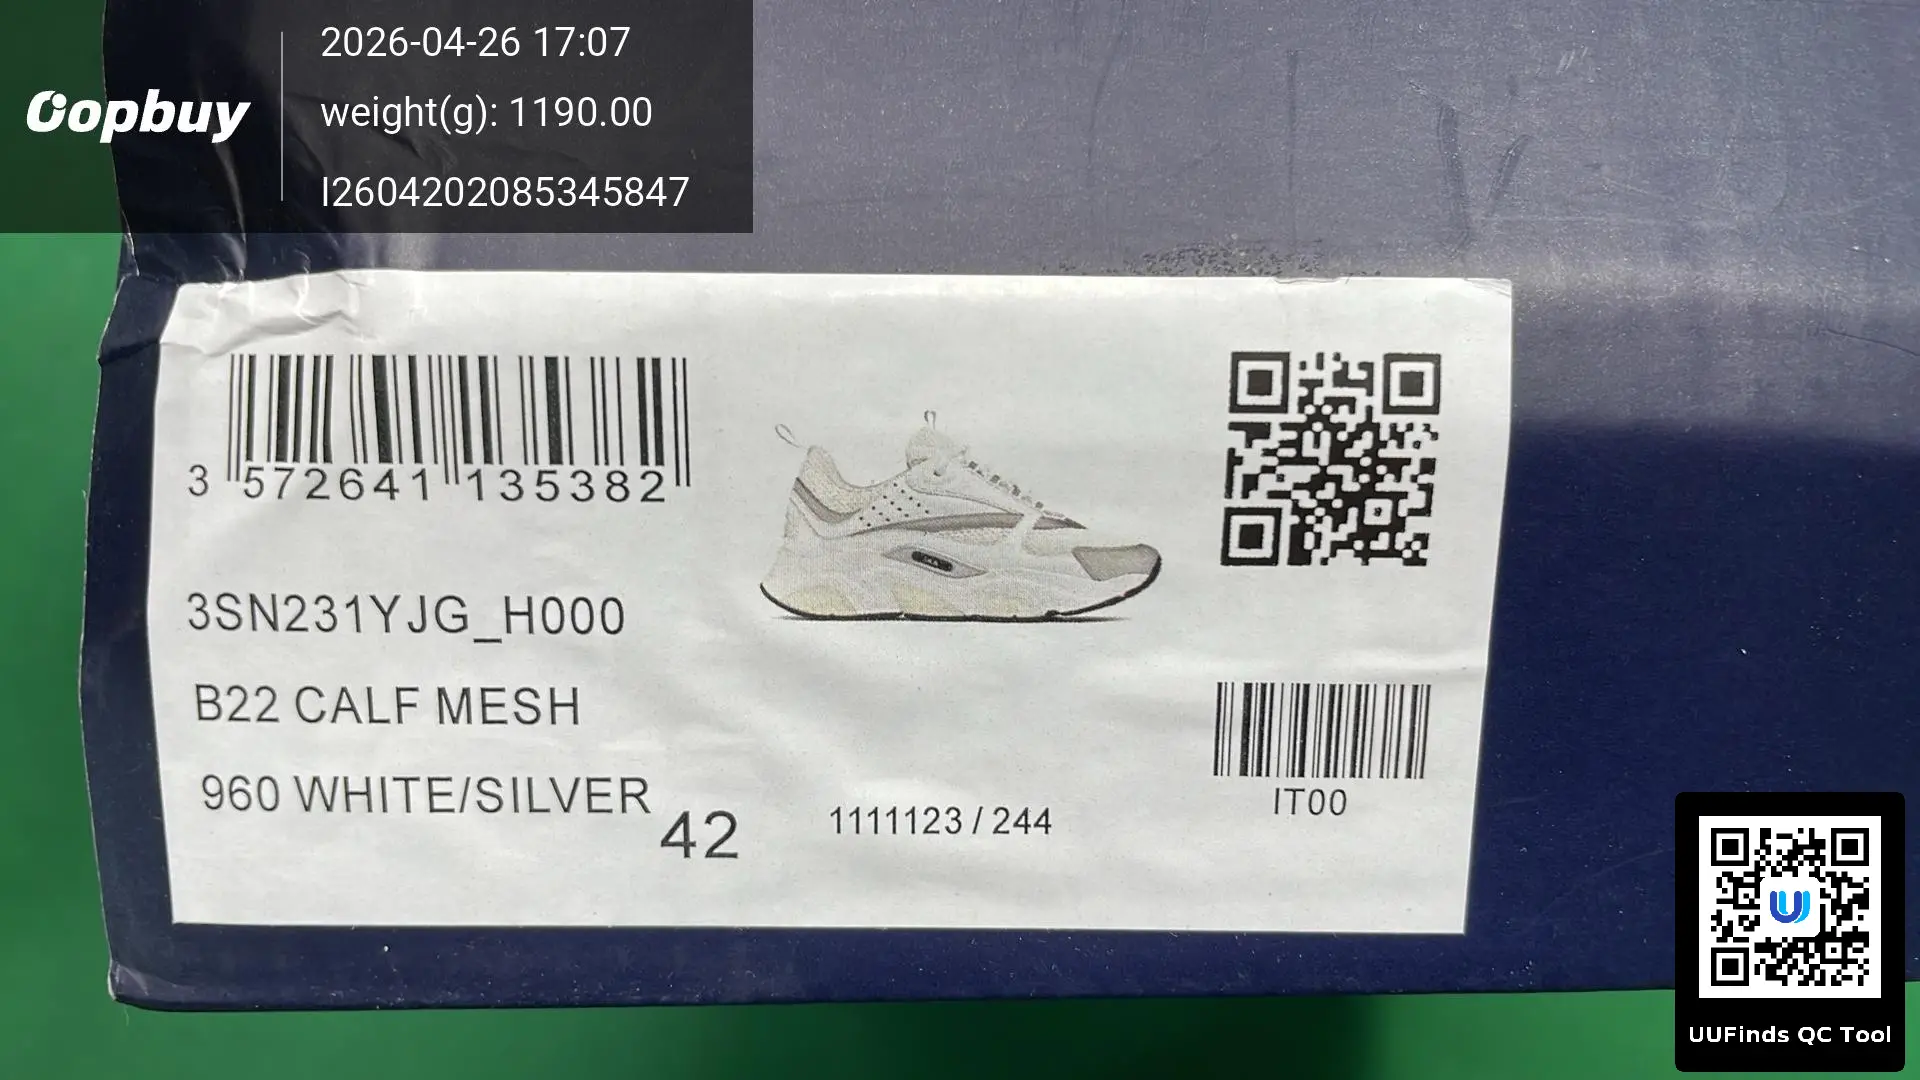 2026-04-26 17:07
oopbuy
weight(g): 1190.00
I2604202085345847
3 572641 135382
3SN231YJG_H000
B22 CALF MESH
960 WHITE/SILVER
42
1111123 / 244
IT00
UUFinds QC Tool